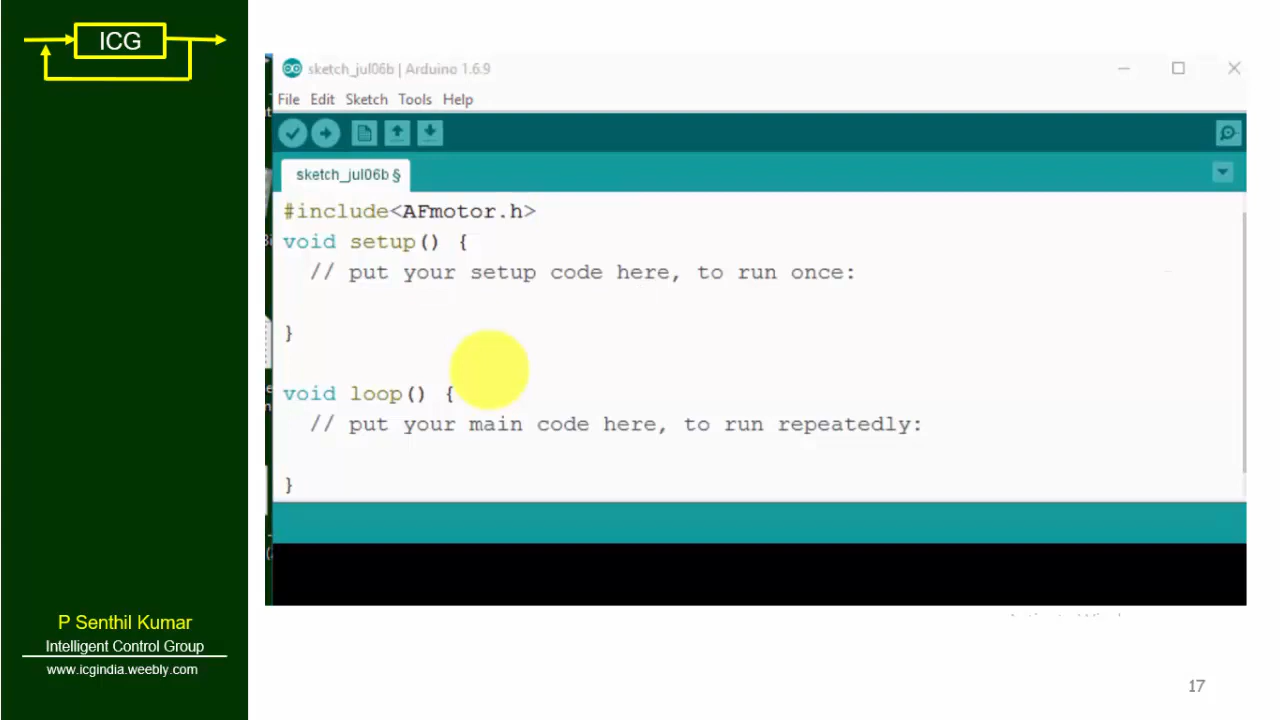 ICG
sketch_jul06b | Arduino 1.6.9
File Edit Sketch Tools Help
sketch_jul06b §
#include<AFmotor.h>
void setup() {
// put your setup code here, to run once:
}
void loop() {
// put your main code here, to run repeatedly:
}
P Senthil Kumar
Intelligent Control Group
www.icgindia.weebly.com
17